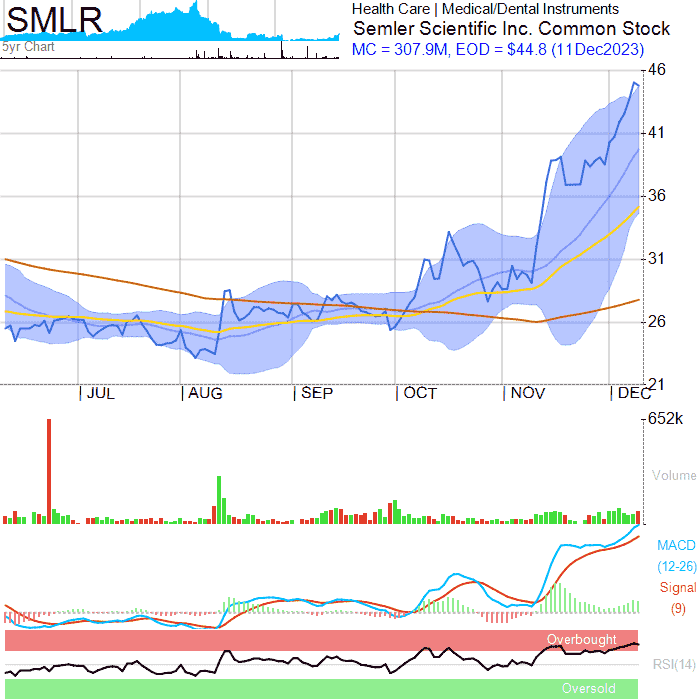 SMLR
5yr Chart
Health Care | Medical/Dental Instruments
Semler Scientific Inc. Common Stock
MC = 307.9M, EOD = $44.8 (11Dec2023)
46
41
36
31
26
21
| JUL | AUG | SEP | OCT | NOV | DEC
652k
Volume
MACD
(12-26)
Signal
(9)
Overbought
RSI(14)
Oversold